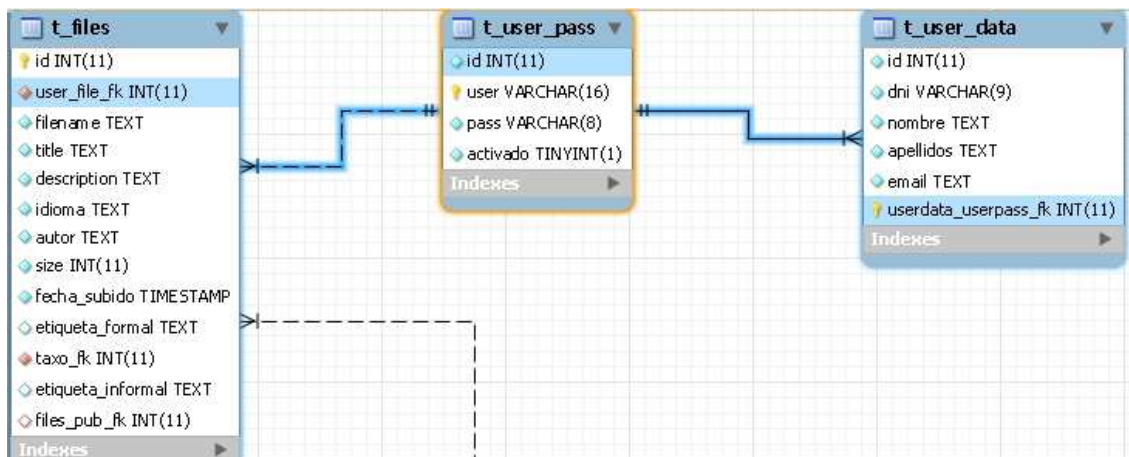 t_files
id INT(11)
user_file_fk INT(11)
filename TEXT
title TEXT
description TEXT
idioma TEXT
autor TEXT
size INT(11)
fecha_subido TIMESTAMP
etiqueta_formal TEXT
taxo_fk INT(11)
etiqueta_informal TEXT
files_pub_fk INT(11)
Indexes
t_user_pass
id INT(11)
user VARCHAR(16)
pass VARCHAR(8)
activado TINYINT(1)
Indexes
t_user_data
id INT(11)
dni VARCHAR(9)
nombre TEXT
apellidos TEXT
email TEXT
userdata_userpass_fk INT(11)
Indexes